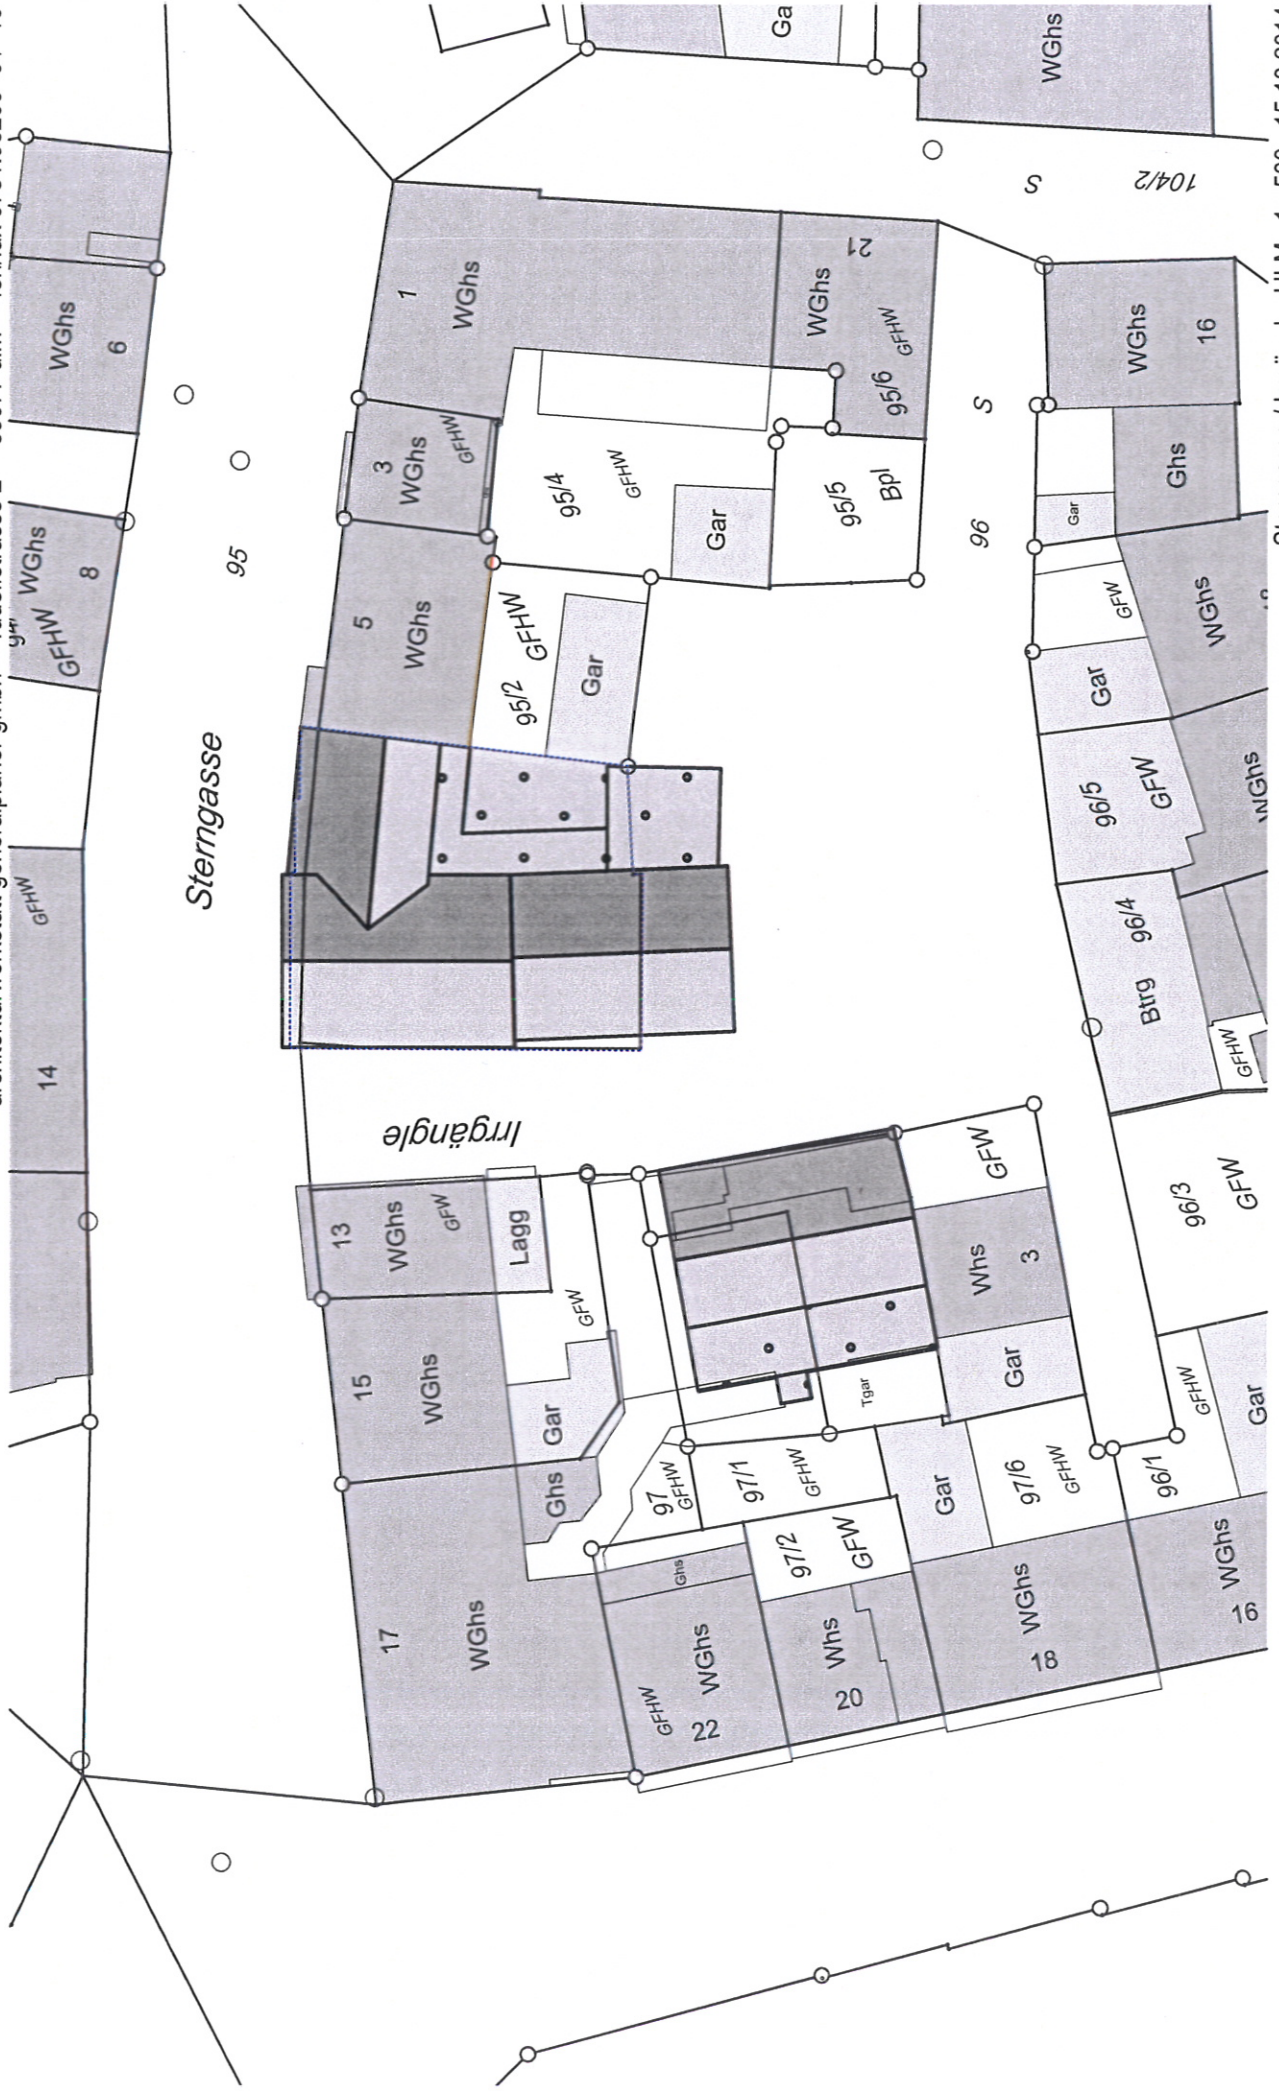 WGhs
6
WGhs
8
GFHW
14
GFHW
95
Sterngasse
Ga
WGhs
104/2
S
1
WGhs
3
WGhs
GFHW
5
WGhs
95/4
GFHW
Gar
95/2
GFHW
Gar
WGhs
21
95/6
GFHW
95/5
Bpl
S
96
WGhs
16
Ghs
Gar
GFW
WGhs
Gar
96/5
GFW
WGhs
96/4
Btrg
GFHW
Irrgängle
13
WGhs
GFW
Lagg
15
WGhs
GFW
Gar
Ghs
17
WGhs
97
GFHW
97/1
GFHW
Tgar
GFW
Whs
3
Gar
Gar
97/6
GFHW
97/2
GFW
Ghs
WGhs
22
GFHW
Whs
20
WGhs
18
96/3
GFW
GFHW
Gar
96/1
WGhs
16